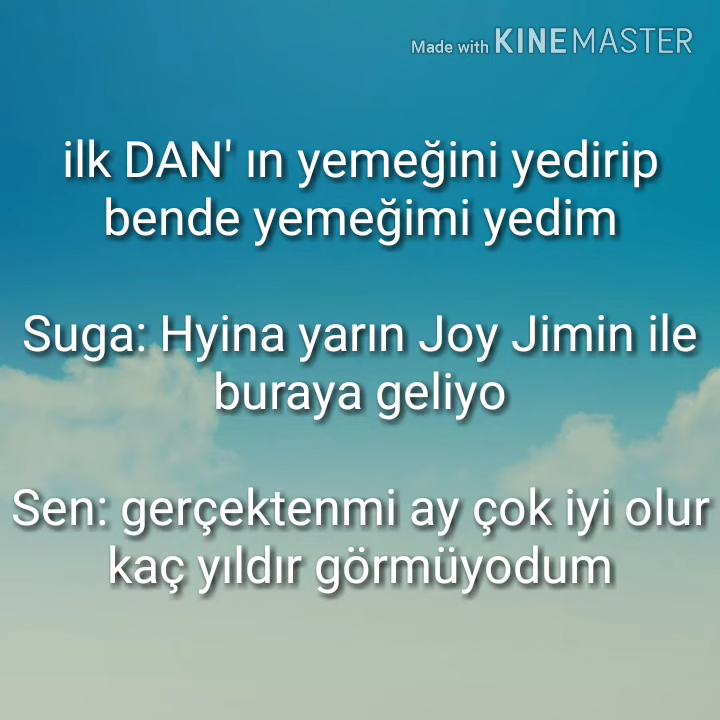 Made with KINEMASTER
ilk DAN' ın yemeğini yedirip
bende yemeğimi yedim
Suga: Hyina yarın Joy Jimin ile
buraya geliyo
Sen: gerçektenmi ay çok iyi olur
kaç yıldır görmüyodum